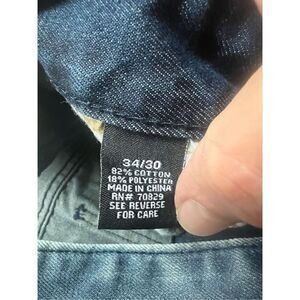 34/30
82% COTTON
18% POLYESTER
MADE IN CHINA
RN# 70829
SEE REVERSE
FOR CARE